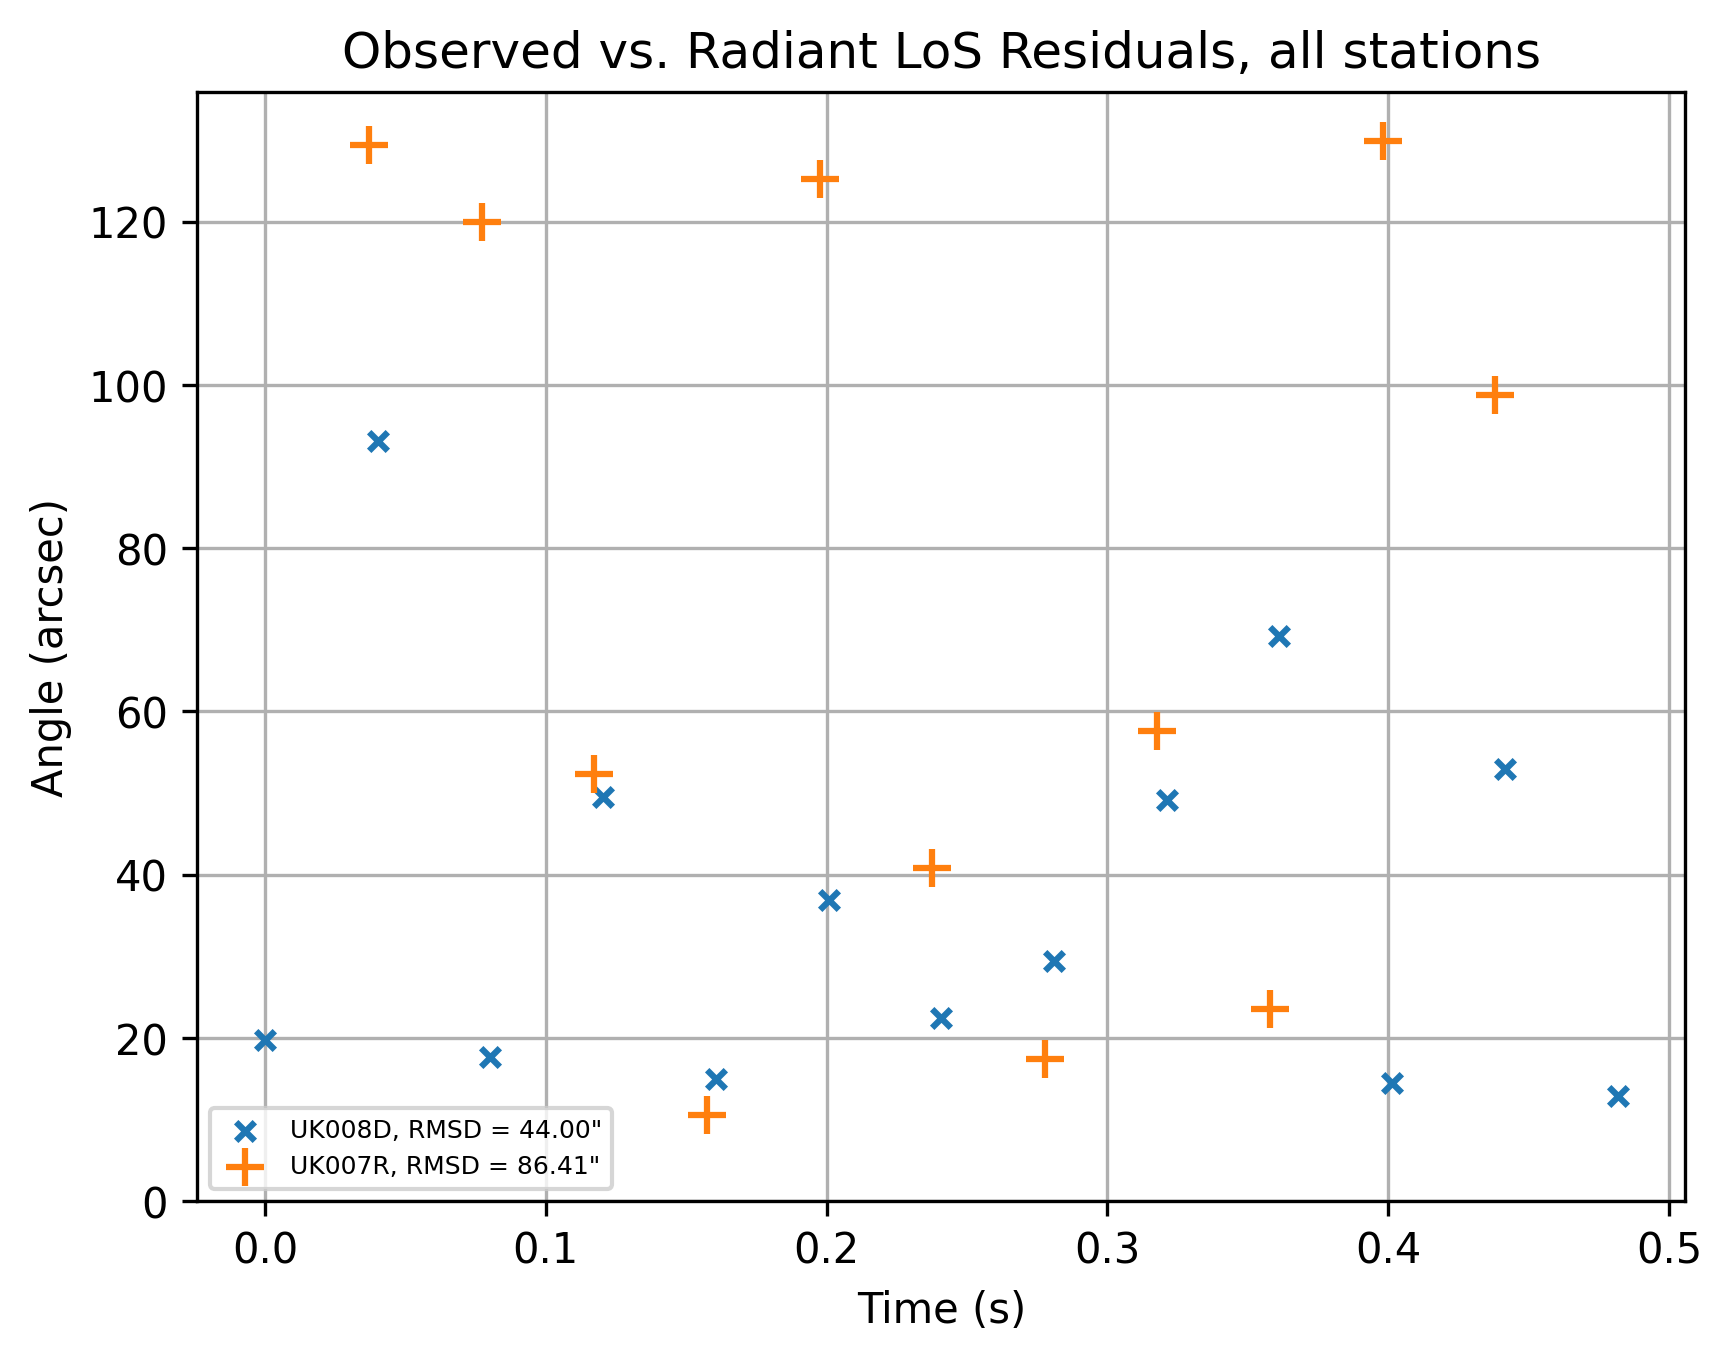 Observed vs. Radiant LoS Residuals, all stations
Angle (arcsec)
120
100
80
60
40
20
0
UK008D, RMSD = 44.00"
UK007R, RMSD = 86.41"
0.0 0.1 0.2 0.3 0.4 0.5
Time (s)